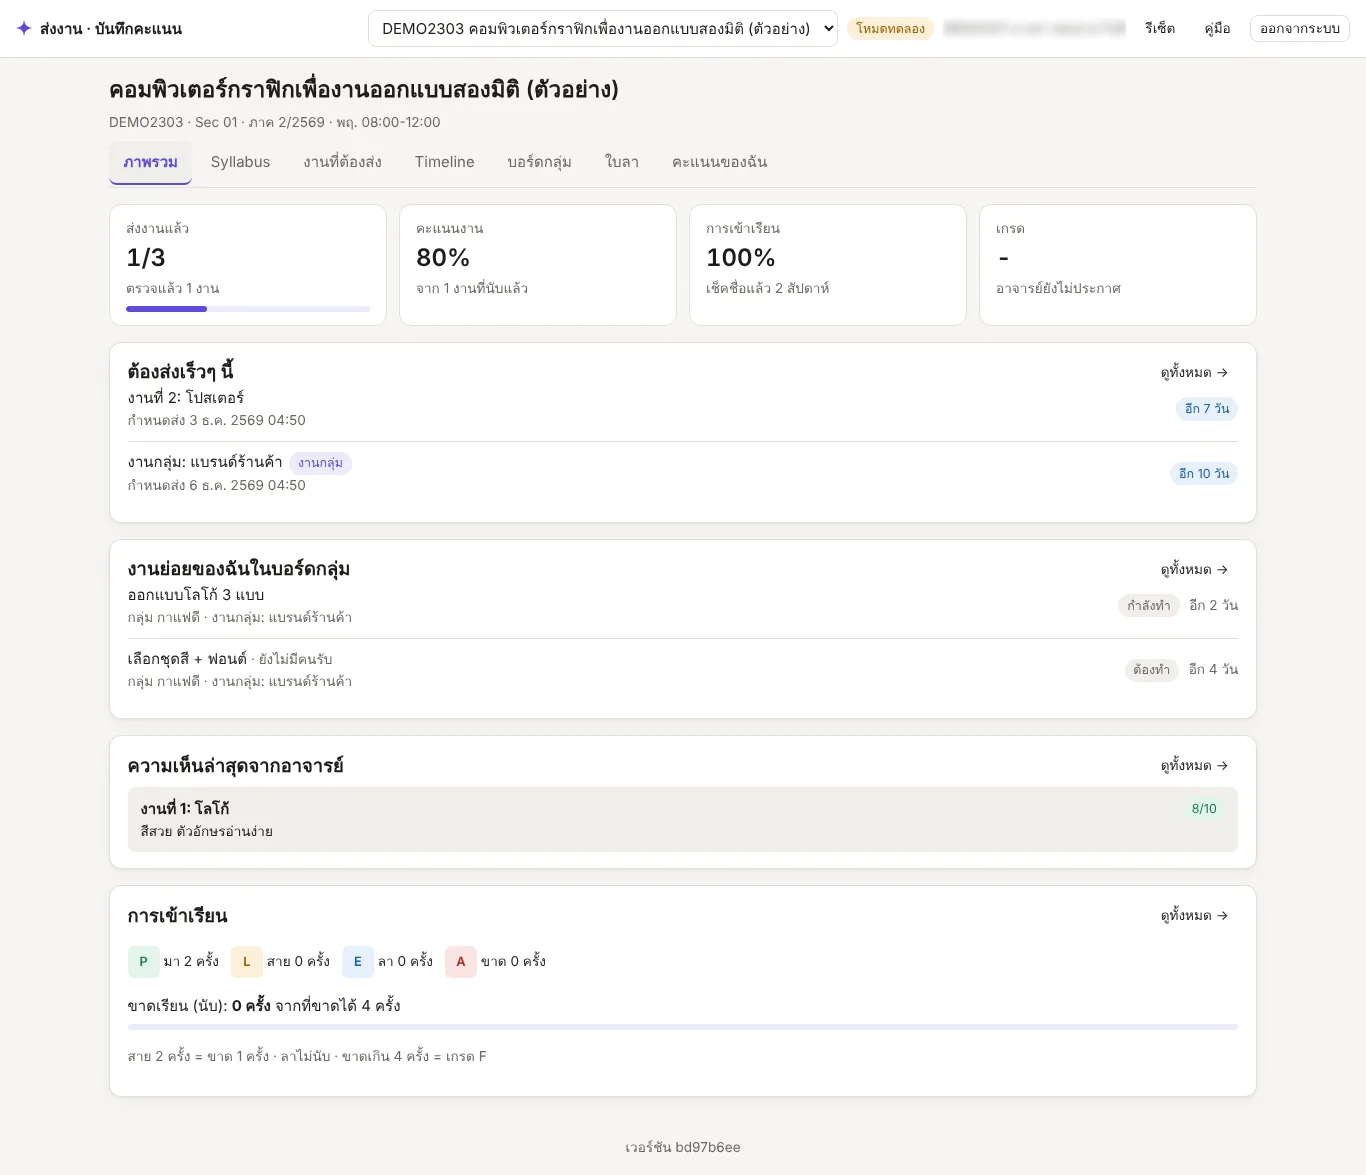 ส่งงาน · บันทึกคะแนน
DEMO2303 คอมพิวเตอร์กราฟิกเพื่องานออกแบบสองมิติ (ตัวอย่าง)
โหมดทดลอง
รีเซ็ต
คู่มือ
ออกจากระบบ
คอมพิวเตอร์กราฟิกเพื่องานออกแบบสองมิติ (ตัวอย่าง)
DEMO2303 · Sec 01 · ภาค 2/2569 · พฤ. 08:00-12:00
ภาพรวม
Syllabus
งานที่ต้องส่ง
Timeline
บอร์ดกลุ่ม
ใบลา
คะแนนของฉัน
ส่งงานแล้ว
1/3
ตรวจแล้ว 1 งาน
คะแนนงาน
80%
จาก 1 งานที่นับแล้ว
การเข้าเรียน
100%
เช็คชื่อแล้ว 2 สัปดาห์
เกรด
-
อาจารย์ยังไม่ประกาศ
ต้องส่งเร็วๆ นี้
ดูทั้งหมด →
งานที่ 2: โปสเตอร์
กำหนดส่ง 3 ธ.ค. 2569 04:50
อีก 7 วัน
งานกลุ่ม: แบรนด์ร้านค้า งานกลุ่ม
กำหนดส่ง 6 ธ.ค. 2569 04:50
อีก 10 วัน
งานย่อยของฉันในบอร์ดกลุ่ม
ดูทั้งหมด →
ออกแบบโลโก้ 3 แบบ
กลุ่ม กาแฟดี · งานกลุ่ม: แบรนด์ร้านค้า
กำลังทำ อีก 2 วัน
เลือกชุดสี + ฟอนต์ · ยังไม่มีคนรับ
กลุ่ม กาแฟดี · งานกลุ่ม: แบรนด์ร้านค้า
ต้องทำ อีก 4 วัน
ความเห็นล่าสุดจากอาจารย์
ดูทั้งหมด →
งานที่ 1: โลโก้
8/10
สีสวย ตัวอักษรอ่านง่าย
การเข้าเรียน
ดูทั้งหมด →
P มา 2 ครั้ง L สาย 0 ครั้ง E ลา 0 ครั้ง A ขาด 0 ครั้ง
ขาดเรียน (นับ): 0 ครั้ง จากที่ขาดได้ 4 ครั้ง
สาย 2 ครั้ง = ขาด 1 ครั้ง · ลาไม่นับ · ขาดเกิน 4 ครั้ง = เกรด F
เวอร์ชัน bd97b6ee